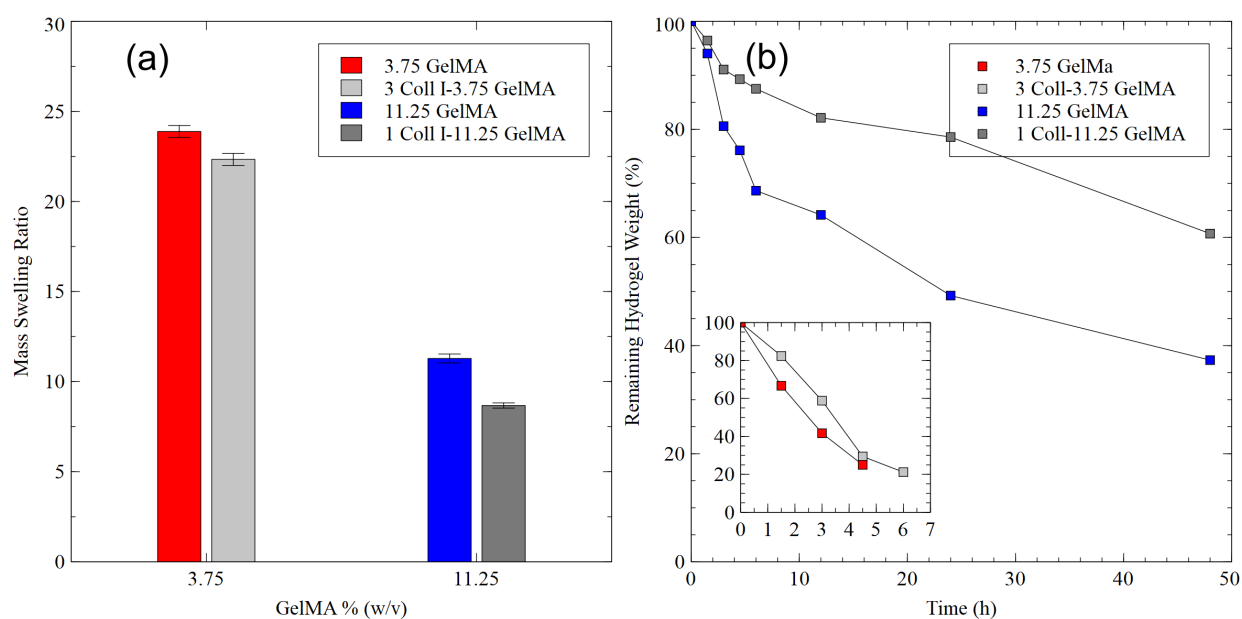 (a)
Mass Swelling Ratio
30
25
20
15
10
5
0
3.75 GelMA
3 Coll I-3.75 GelMA
11.25 GelMA
1 Coll I-11.25 GelMA
3.75
11.25
GelMA % (w/v)
(b)
Remaining Hydrogel Weight (%)
100
80
60
40
20
0
3.75 GelMa
3 Coll-3.75 GelMA
11.25 GelMA
1 Coll-11.25 GelMA
100
80
60
40
20
0
0 1 2 3 4 5 6 7
0 10 20 30 40 50
Time (h)